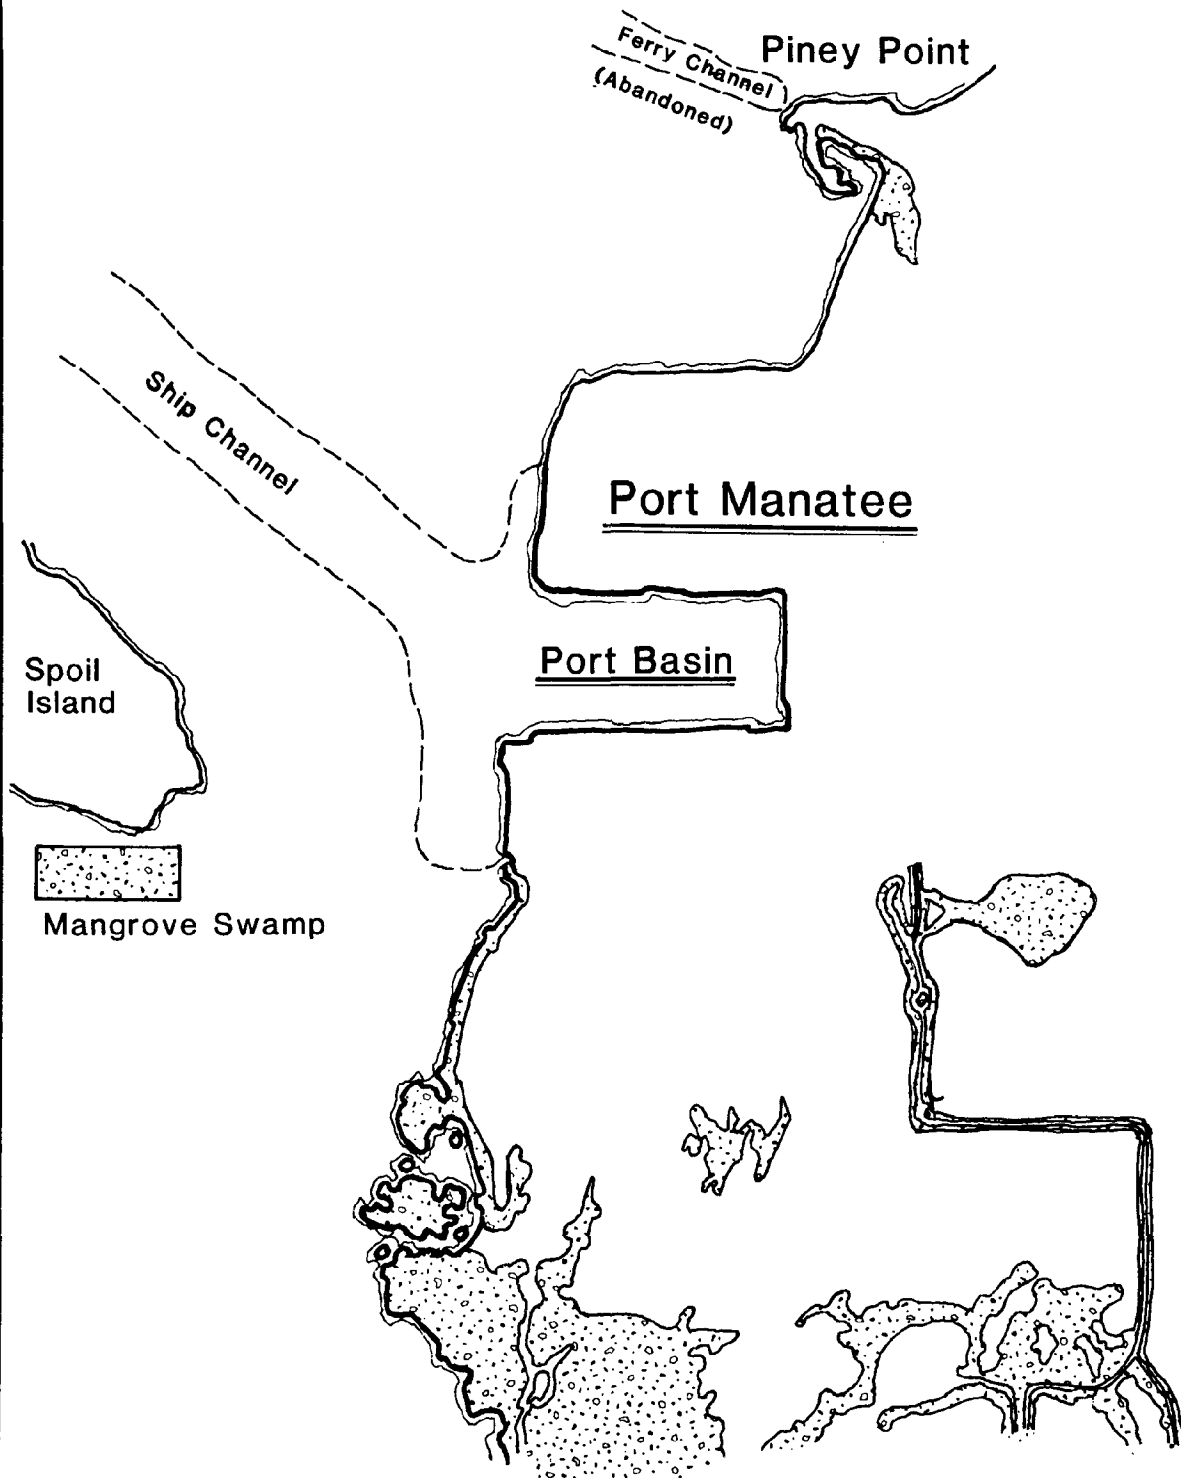 Piney Point
Ferry Channel
(Abandoned)
Ship Channel
Port Manatee
Port Basin
Spoil
Island
Mangrove Swamp